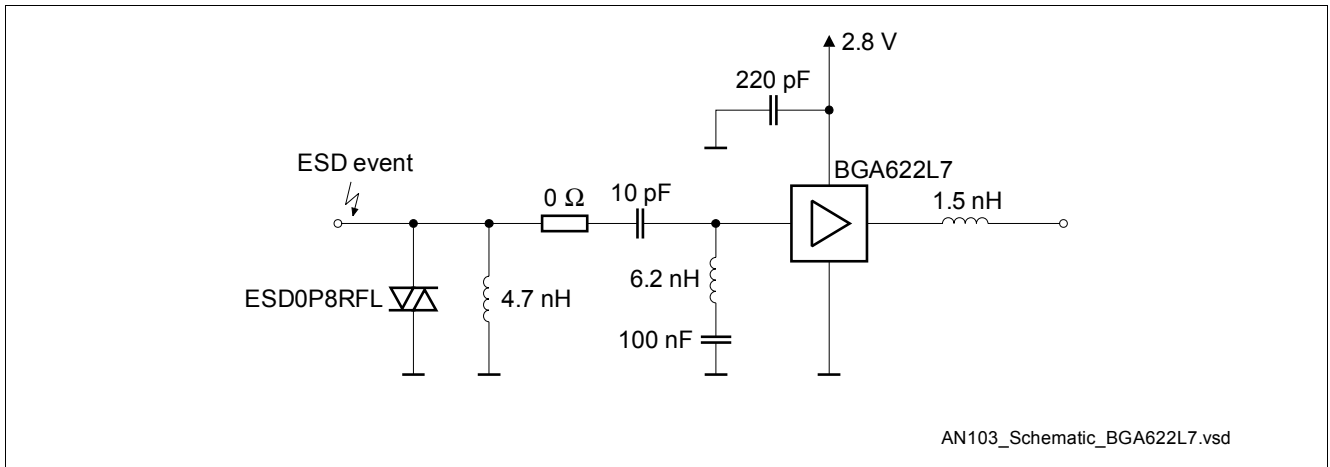 2.8 V
220 pF
ESD event
BGA622L7
0 Ω
10 pF
1.5 nH
6.2 nH
ESD0P8RFL
4.7 nH
100 nF
AN103_Schematic_BGA622L7.vsd